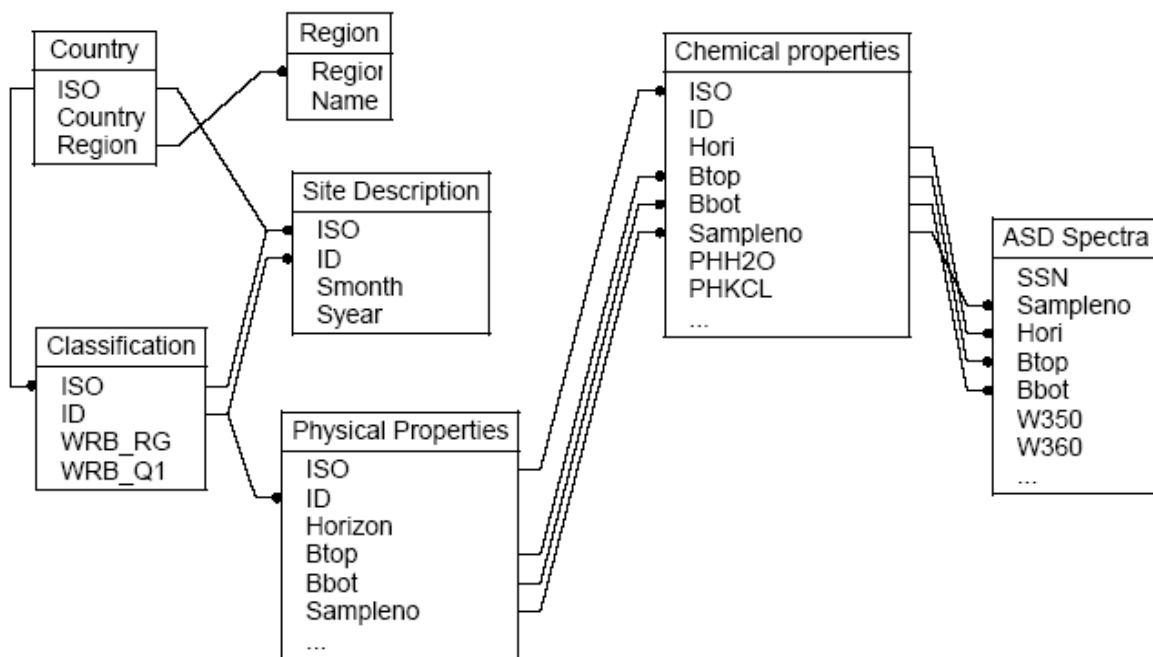 Country
ISO
Country
Region
Region
Region
Name
Site Description
ISO
ID
Smonth
Syear
Classification
ISO
ID
WRB_RG
WRB_Q1
Physical Properties
ISO
ID
Horizon
Btop
Bbot
Sampleno
...
Chemical properties
ISO
ID
Hori
Btop
Bbot
Sampleno
PHH2O
PHKCL
...
ASD Spectra
SSN
Sampleno
Hori
Btop
Bbot
W350
W360
...